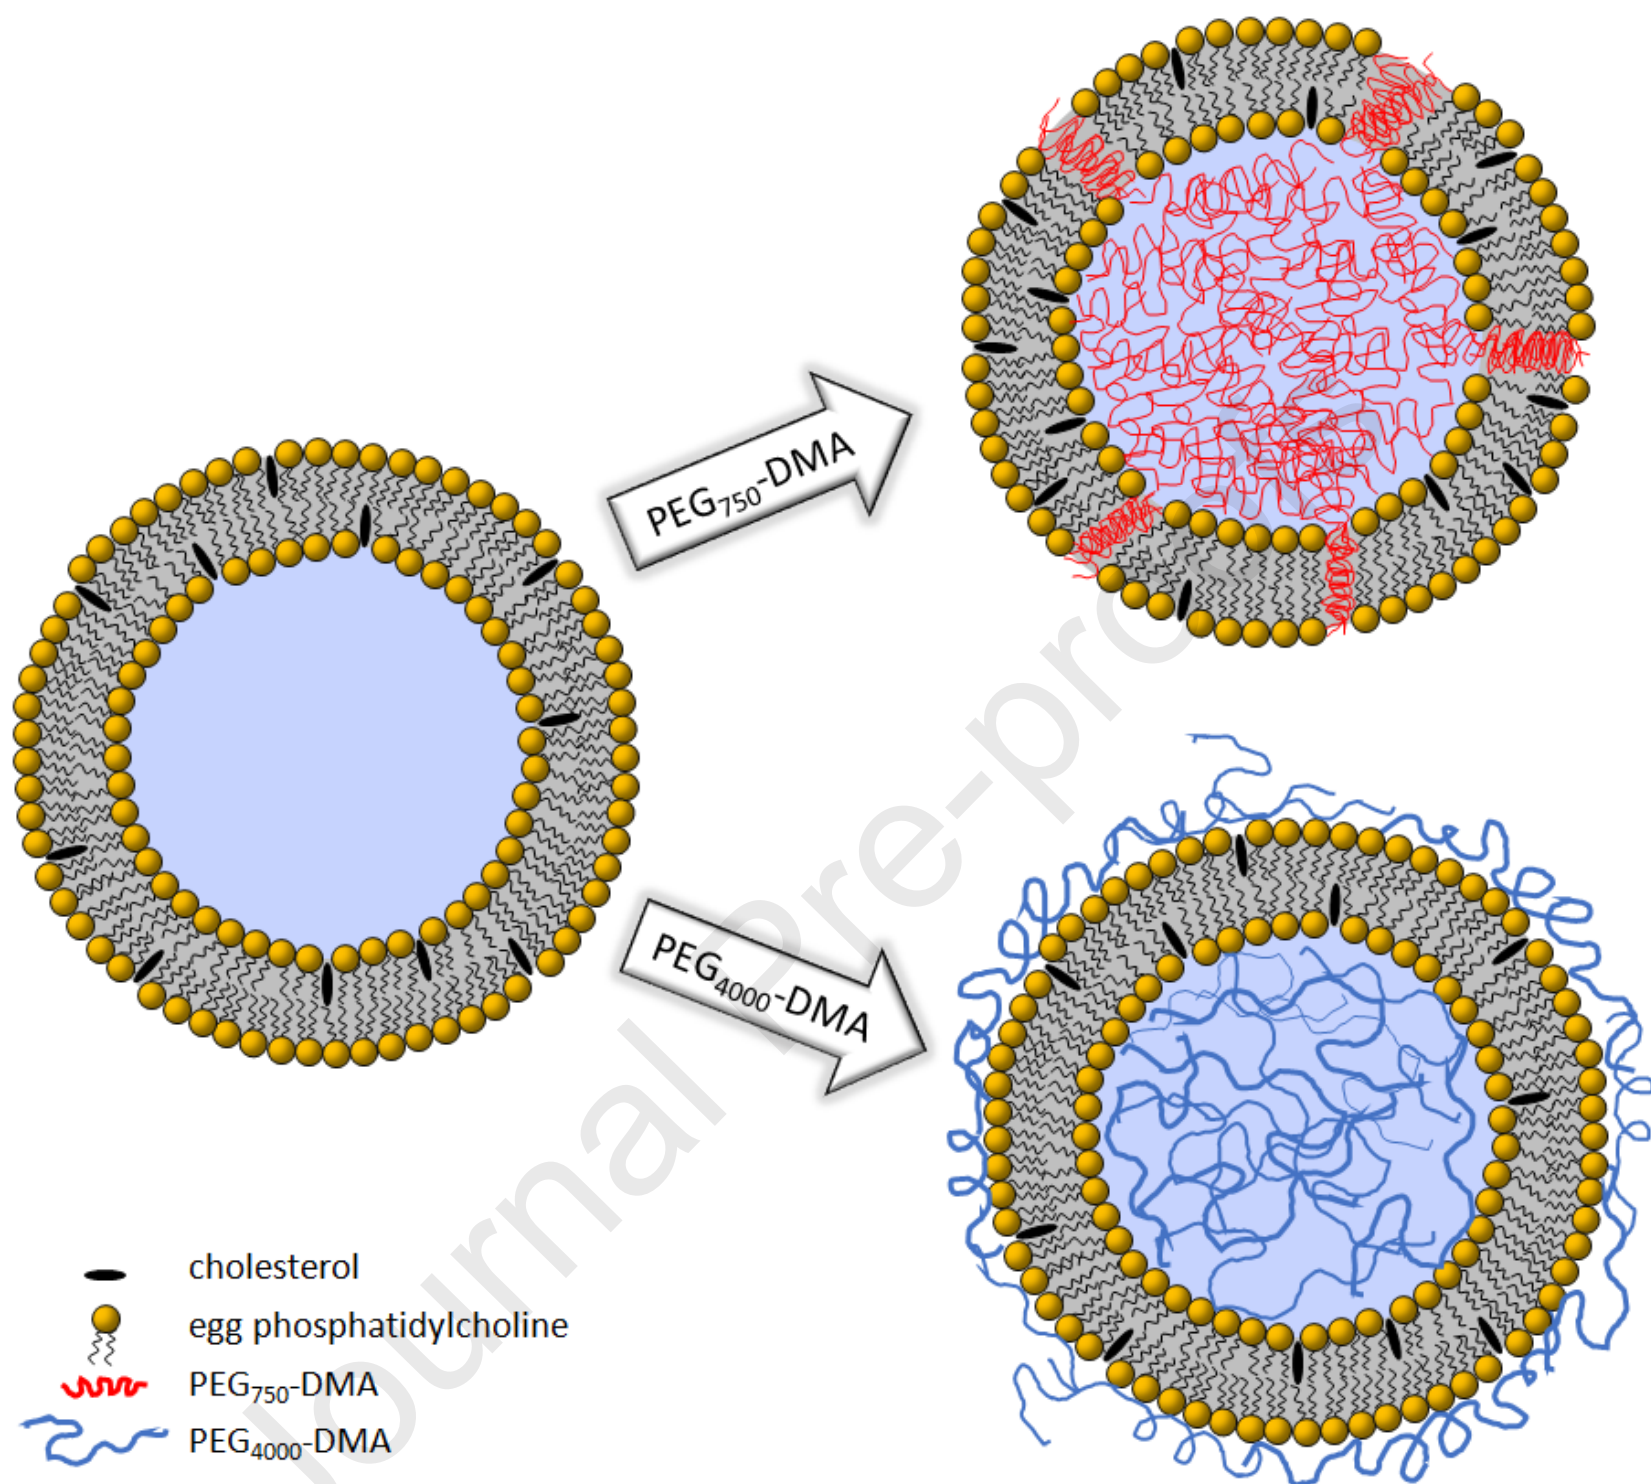 PEG750-DMA
PEG4000-DMA
cholesterol
egg phosphatidylcholine
PEG750-DMA
PEG4000-DMA
Journal Pre-proof